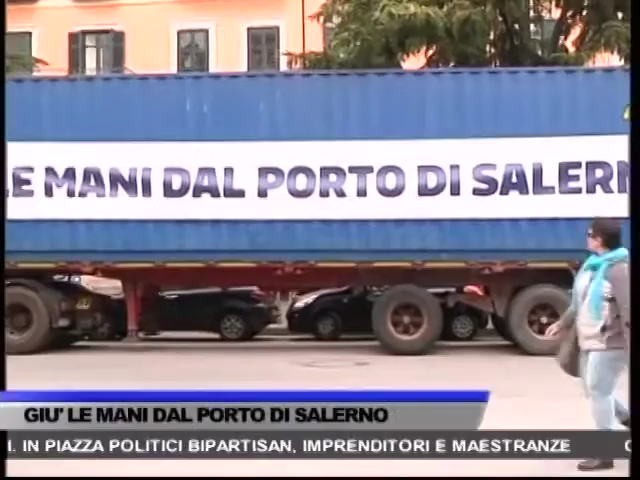 LE MANI DAL PORTO DI SALERN
GIU' LE MANI DAL PORTO DI SALERNO
. IN PIAZZA POLITICI BIPARTISAN, IMPRENDITORI E MAESTRANZE